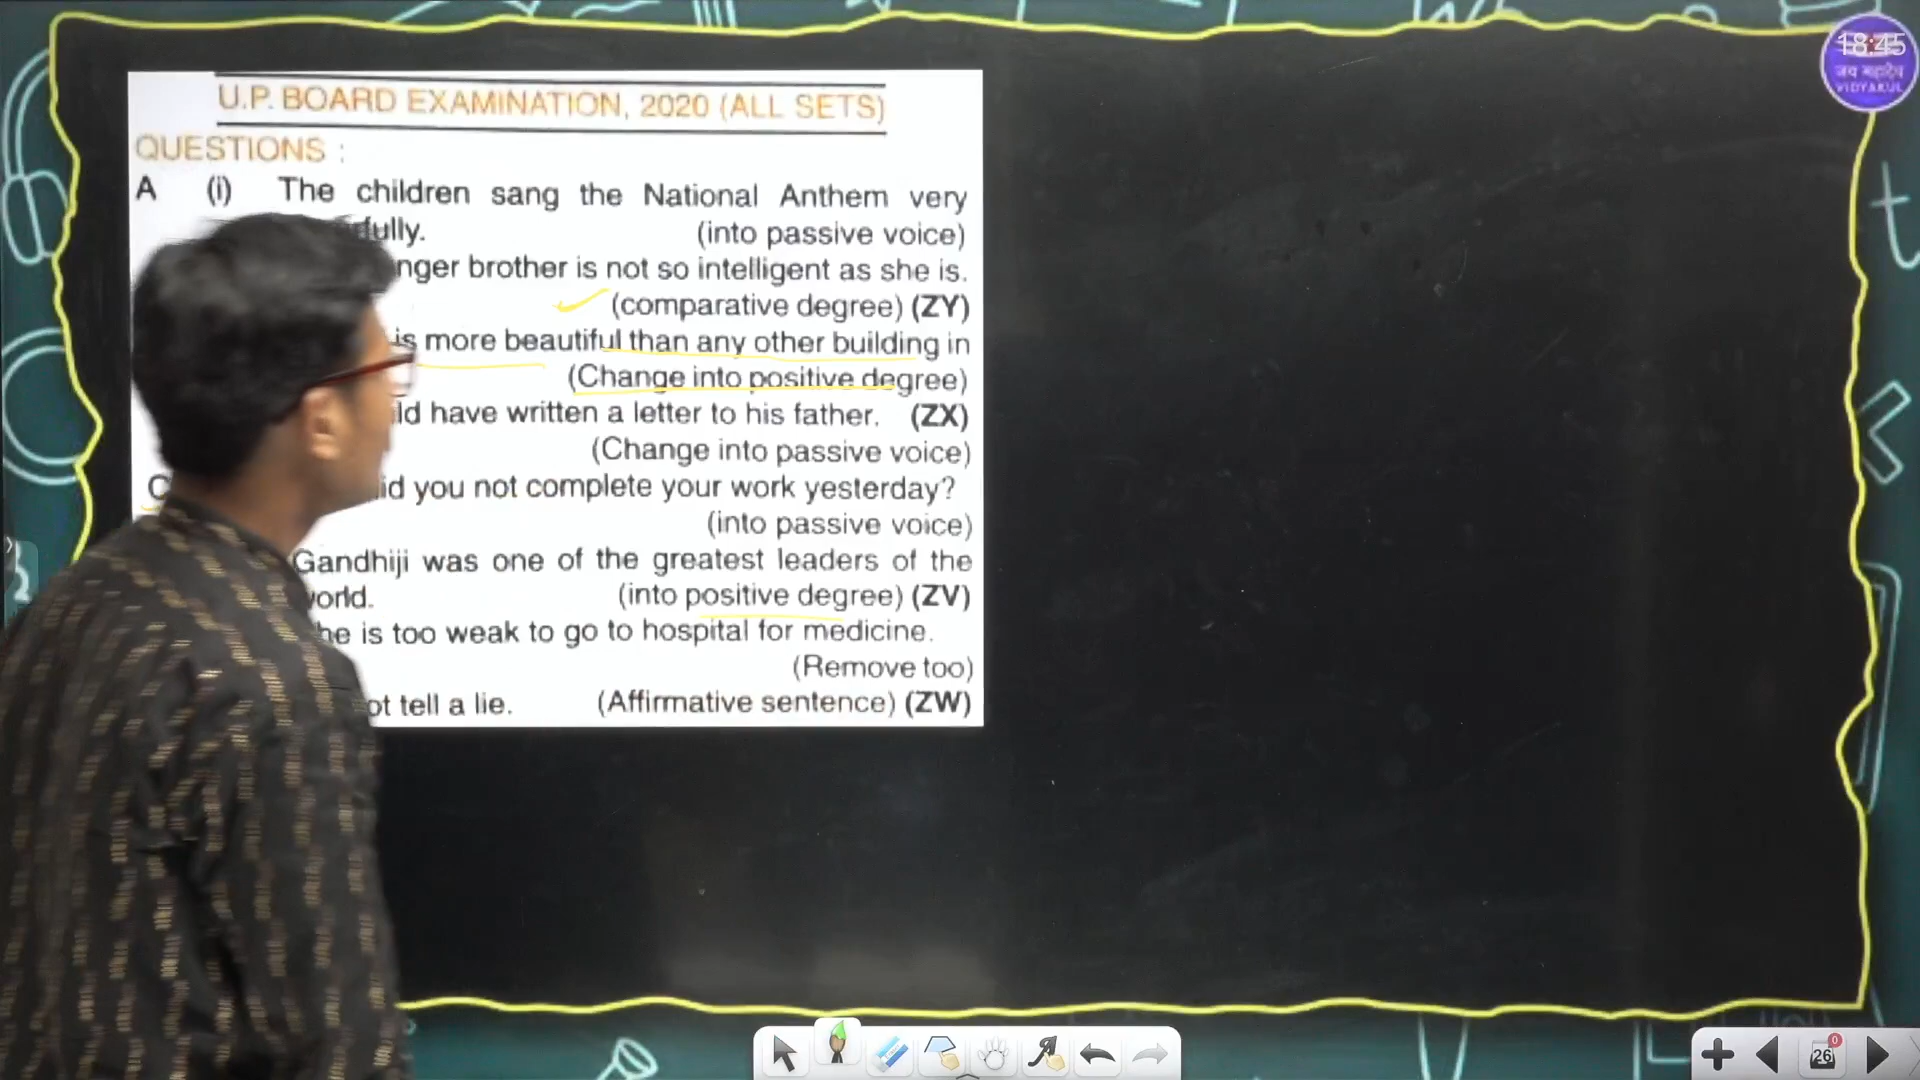 U.P. BOARD EXAMINATION, 2020 (ALL SETS)
QUESTIONS :
A (i) The children sang the National Anthem very
fully. (into passive voice)
nger brother is not so intelligent as she is.
(comparative degree) (ZY)
is more beautiful than any other building in
(Change into positive degree)
ld have written a letter to his father. (ZX)
(Change into passive voice)
C id you not complete your work yesterday?
(into passive voice)
Gandhiji was one of the greatest leaders of the
orld. (into positive degree) (ZV)
he is too weak to go to hospital for medicine.
(Remove too)
ot tell a lie. (Affirmative sentence) (ZW)
18:45
जय महादेव
VIDYAKUL
t
26
0